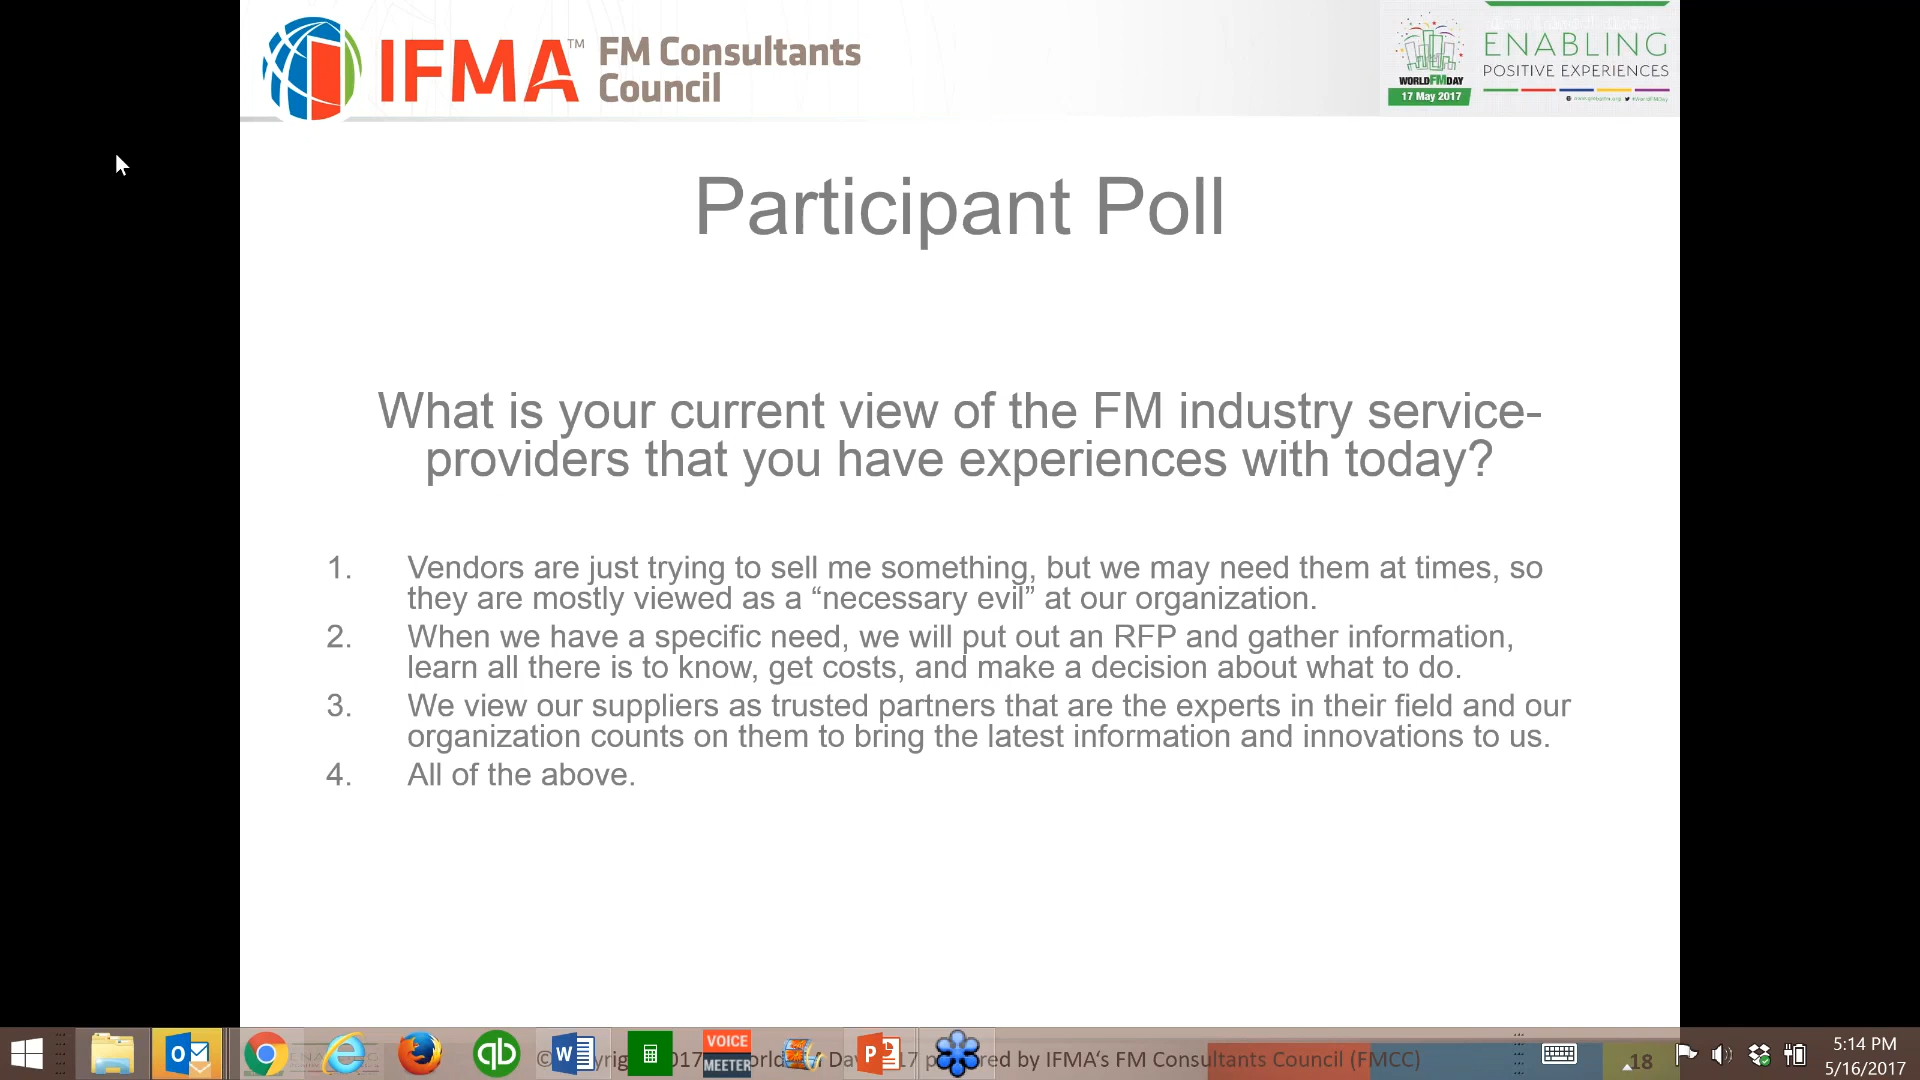 IFMA™ FM Consultants
Council
WORLDFMDAY
17 May 2017
ENABLING
POSITIVE EXPERIENCES
Participant Poll
What is your current view of the FM industry service-
providers that you have experiences with today?
1. Vendors are just trying to sell me something, but we may need them at times, so
they are mostly viewed as a “necessary evil” at our organization.
2. When we have a specific need, we will put out an RFP and gather information,
learn all there is to know, get costs, and make a decision about what to do.
3. We view our suppliers as trusted partners that are the experts in their field and our
organization counts on them to bring the latest information and innovations to us.
4. All of the above.
VOICE
MEETER
by IFMA‘s FM Consultants Council (FMCC)
18
5:14 PM
5/16/2017